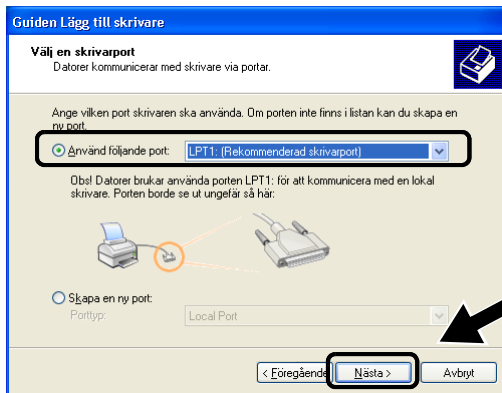 Guiden Lägg till skrivare
Välj en skrivarport
Datorer kommunicerar med skrivare via portar.
Ange vilken port skrivaren ska använda. Om porten inte finns i listan kan du skapa en
ny port.
Använd följande port: LPT1: (Rekommenderad skrivarport)
Obs! Datorer brukar använda porten LPT1: för att kommunicera med en lokal
skrivare. Porten borde se ut ungefär så här:
Skapa en ny port:
Porttyp: Local Port
< Föregående Nästa > Avbryt